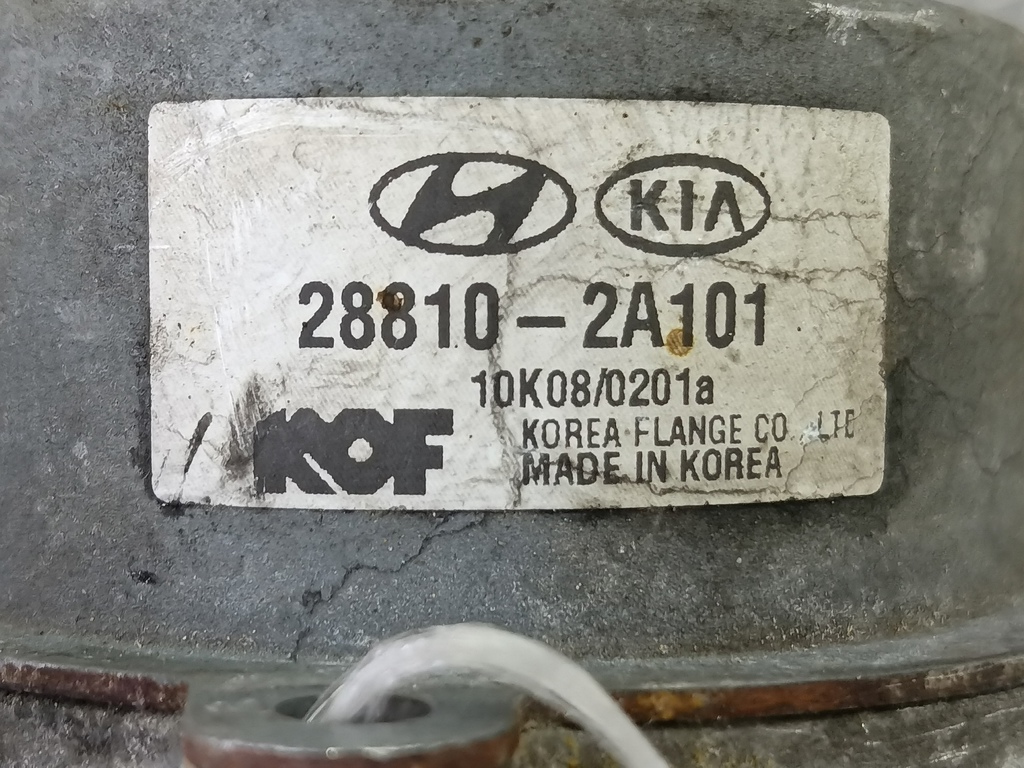 KIA
28810-2A101
10K08/0201a
KOF
KOREA FLANGE CO.,LTD
MADE IN KOREA